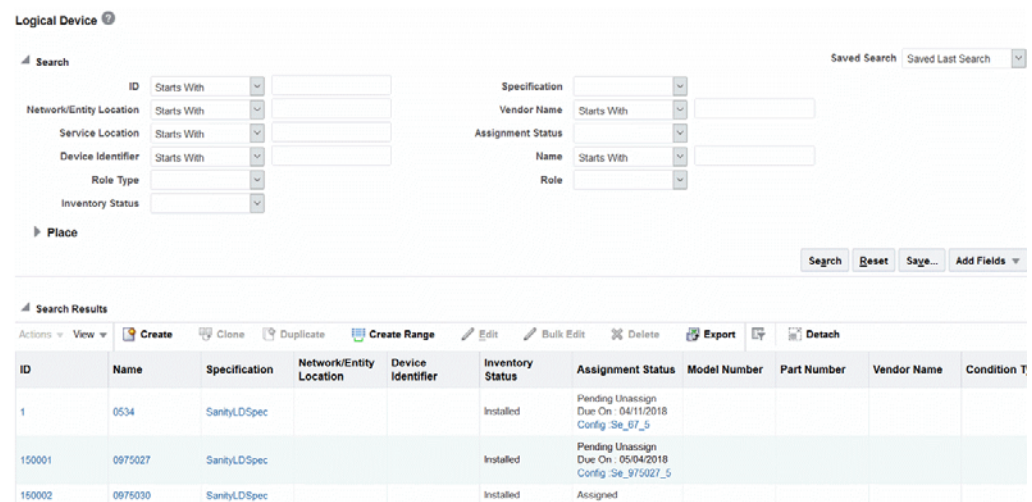 Logical Device
Search
Saved Search Saved Last Search
ID Starts With Specification
Network/Entity Location Starts With Vendor Name Starts With
Service Location Starts With Assignment Status
Device Identifier Starts With Name Starts With
Role Type Role
Inventory Status
Place
Search Reset Save... Add Fields
Search Results
Actions View Create Clone Duplicate Create Range Edit Bulk Edit Delete Export Detach
ID Name Specification Network/Entity Location Device Identifier Inventory Status Assignment Status Model Number Part Number Vendor Name Condition Ty
1 0534 SanityLDSpec Installed Pending Unassign
Due On : 04/11/2018
Config :Se_67_5
150001 0975027 SanityLDSpec Installed Pending Unassign
Due On : 05/04/2018
Config :Se_975027_5
150002 0975030 SanityLDSpec Installed Assigned